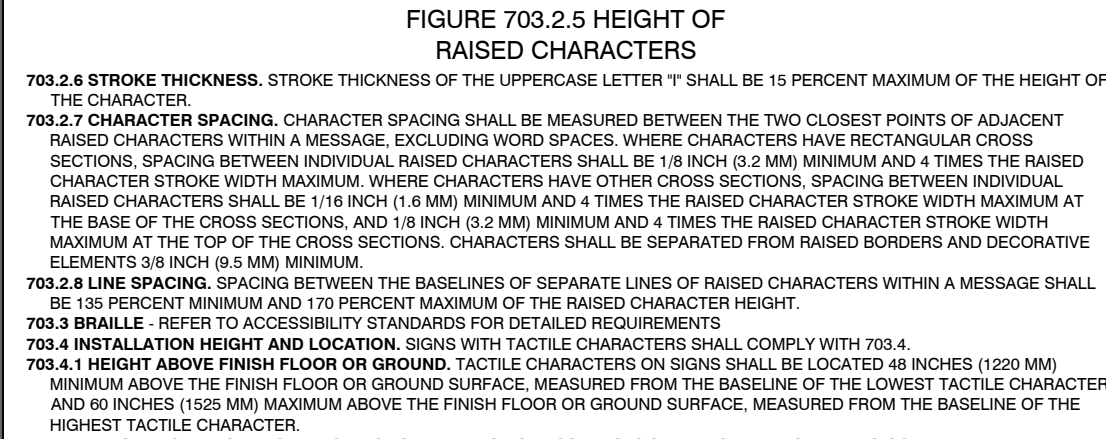 FIGURE 703.2.5 HEIGHT OF
RAISED CHARACTERS
703.2.6 STROKE THICKNESS. STROKE THICKNESS OF THE UPPERCASE LETTER "I" SHALL BE 15 PERCENT MAXIMUM OF THE HEIGHT OF
THE CHARACTER.
703.2.7 CHARACTER SPACING. CHARACTER SPACING SHALL BE MEASURED BETWEEN THE TWO CLOSEST POINTS OF ADJACENT
RAISED CHARACTERS WITHIN A MESSAGE, EXCLUDING WORD SPACES. WHERE CHARACTERS HAVE RECTANGULAR CROSS
SECTIONS, SPACING BETWEEN INDIVIDUAL RAISED CHARACTERS SHALL BE 1/8 INCH (3.2 MM) MINIMUM AND 4 TIMES THE RAISED
CHARACTER STROKE WIDTH MAXIMUM. WHERE CHARACTERS HAVE OTHER CROSS SECTIONS, SPACING BETWEEN INDIVIDUAL
RAISED CHARACTERS SHALL BE 1/16 INCH (1.6 MM) MINIMUM AND 4 TIMES THE RAISED CHARACTER STROKE WIDTH MAXIMUM AT
THE BASE OF THE CROSS SECTIONS, AND 1/8 INCH (3.2 MM) MINIMUM AND 4 TIMES THE RAISED CHARACTER STROKE WIDTH
MAXIMUM AT THE TOP OF THE CROSS SECTIONS. CHARACTERS SHALL BE SEPARATED FROM RAISED BORDERS AND DECORATIVE
ELEMENTS 3/8 INCH (9.5 MM) MINIMUM.
703.2.8 LINE SPACING. SPACING BETWEEN THE BASELINES OF SEPARATE LINES OF RAISED CHARACTERS WITHIN A MESSAGE SHALL
BE 135 PERCENT MINIMUM AND 170 PERCENT MAXIMUM OF THE RAISED CHARACTER HEIGHT.
703.3 BRAILLE - REFER TO ACCESSIBILITY STANDARDS FOR DETAILED REQUIREMENTS
703.4 INSTALLATION HEIGHT AND LOCATION. SIGNS WITH TACTILE CHARACTERS SHALL COMPLY WITH 703.4.
703.4.1 HEIGHT ABOVE FINISH FLOOR OR GROUND. TACTILE CHARACTERS ON SIGNS SHALL BE LOCATED 48 INCHES (1220 MM)
MINIMUM ABOVE THE FINISH FLOOR OR GROUND SURFACE, MEASURED FROM THE BASELINE OF THE LOWEST TACTILE CHARACTER
AND 60 INCHES (1525 MM) MAXIMUM ABOVE THE FINISH FLOOR OR GROUND SURFACE, MEASURED FROM THE BASELINE OF THE
HIGHEST TACTILE CHARACTER.